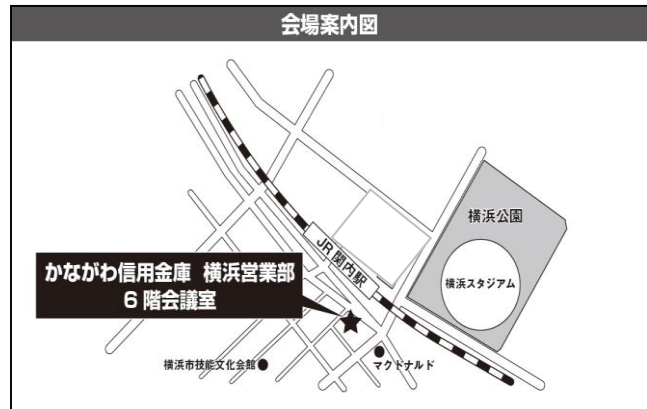 会場案内図
横浜公園
横浜スタジアム
JR関内駅
かながわ信用金庫 横浜営業部
6階会議室
横浜市技能文化会館
マクドナルド